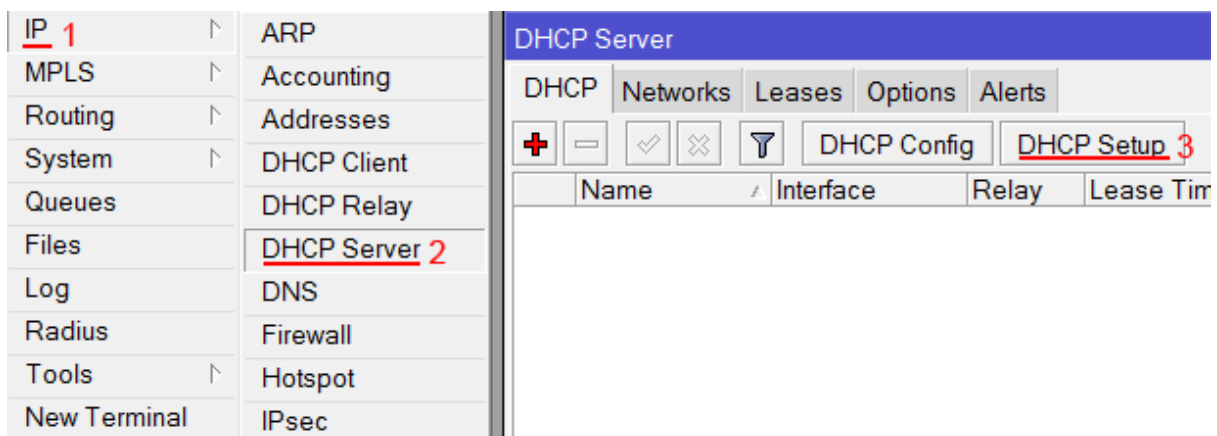 IP 1
MPLS
Routing
System
Queues
Files
Log
Radius
Tools
New Terminal
ARP
Accounting
Addresses
DHCP Client
DHCP Relay
DHCP Server 2
DNS
Firewall
Hotspot
IPsec
DHCP Server
DHCP Networks Leases Options Alerts
DHCP Config DHCP Setup 3
Name Interface Relay Lease Tim